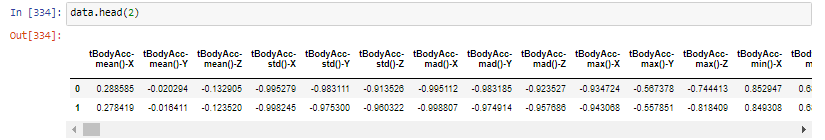 In [334]: data.head(2)
Out[334]:
tBodyAcc-mean()-X tBodyAcc-mean()-Y tBodyAcc-mean()-Z tBodyAcc-std()-X tBodyAcc-std()-Y tBodyAcc-std()-Z tBodyAcc-mad()-X tBodyAcc-mad()-Y tBodyAcc-mad()-Z tBodyAcc-max()-X tBodyAcc-max()-Y tBodyAcc-max()-Z tBodyAcc-min()-X
0 0.288585 -0.020294 -0.132905 -0.995279 -0.983111 -0.913526 -0.995112 -0.983185 -0.923527 -0.934724 -0.567378 -0.744413 0.852947
1 0.278419 -0.016411 -0.123520 -0.998245 -0.975300 -0.960322 -0.998807 -0.974914 -0.957686 -0.943068 -0.557851 -0.818409 0.849308